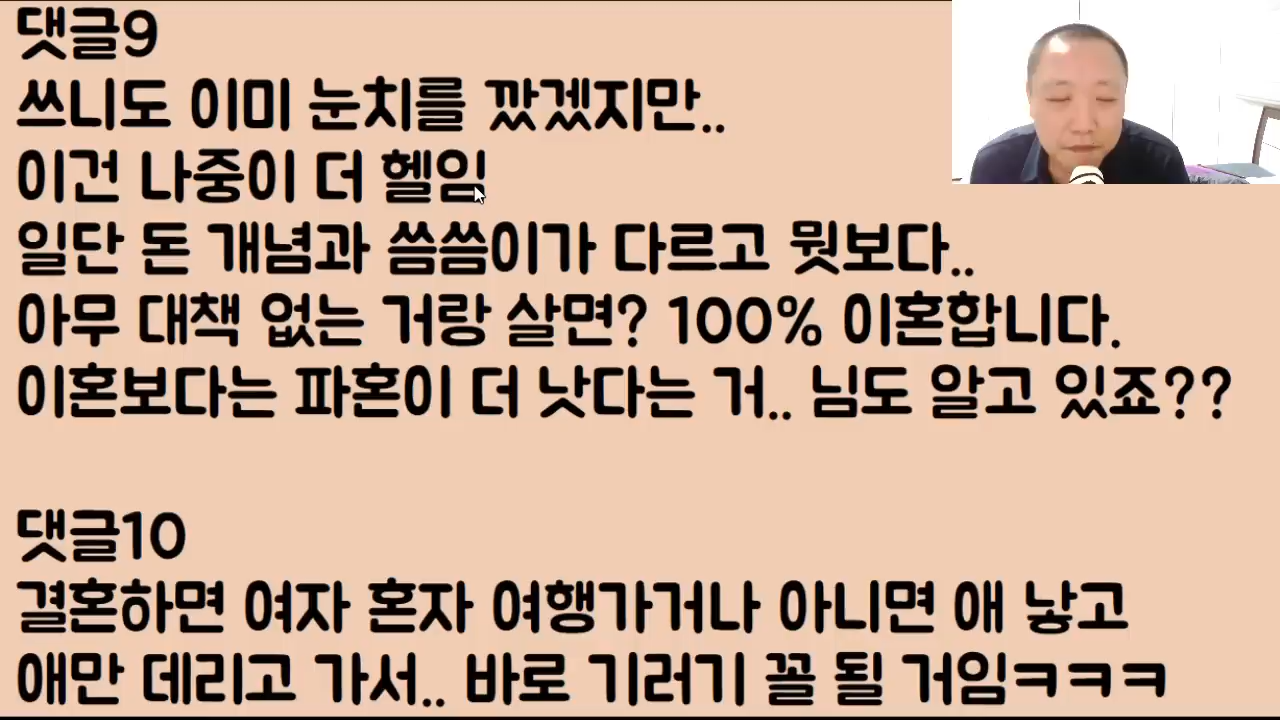 댓글9
쓰니도 이미 눈치를 깠겠지만..
이건 나중이 더 헬임
일단 돈 개념과 씀씀이가 다르고 뭣보다..
아무 대책 없는 거랑 살면? 100% 이혼합니다.
이혼보다는 파혼이 더 낫다는 거.. 님도 알고 있죠??
댓글10
결혼하면 여자 혼자 여행가거나 아니면 애 낳고
애만 데리고 가서.. 바로 기러기 꼴 될 거임ㅋㅋㅋ